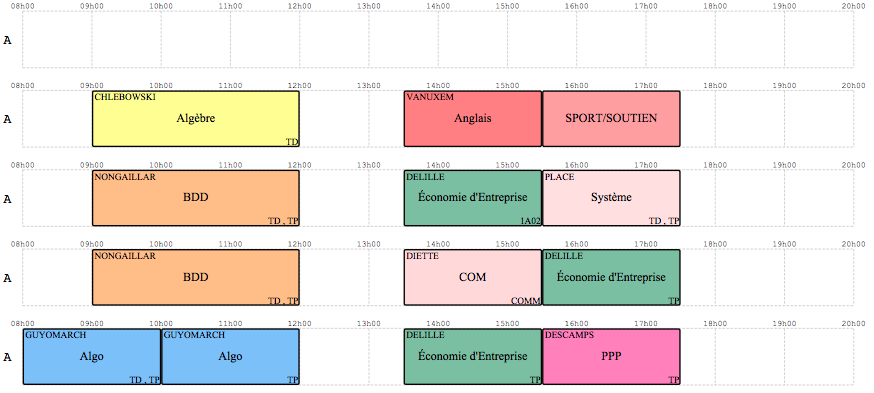 08h00 09h00 10h00 11h00 12h00 13h00 14h00 15h00 16h00 17h00 18h00 19h00 20h00
A
08h00 09h00 10h00 11h00 12h00 13h00 14h00 15h00 16h00 17h00 18h00 19h00 20h00
CHLEBOWSKI VANUXEM
A Algèbre Anglais SPORT/SOUTIEN
TD
08h00 09h00 10h00 11h00 12h00 13h00 14h00 15h00 16h00 17h00 18h00 19h00 20h00
NONGAILLAR DELILLE PLACE
A BDD Économie d'Entreprise Système
TD , TP 1A02 TD , TP
08h00 09h00 10h00 11h00 12h00 13h00 14h00 15h00 16h00 17h00 18h00 19h00 20h00
NONGAILLAR DIETTE DELILLE
A BDD COM Économie d'Entreprise
TD , TP COMM TP
08h00 09h00 10h00 11h00 12h00 13h00 14h00 15h00 16h00 17h00 18h00 19h00 20h00
GUYOMARCH GUYOMARCH DELILLE DESCAMPS
A Algo Algo Économie d'Entreprise PPP
TD , TP TP TP TP